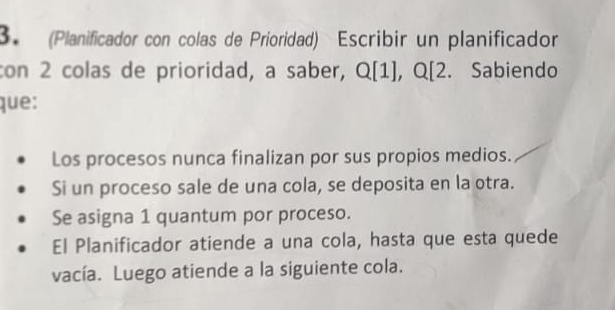 3. (Planificador con colas de Prioridad) Escribir un planificador
con 2 colas de prioridad, a saber, Q[1], Q[2. Sabiendo
que:
• Los procesos nunca finalizan por sus propios medios.
• Si un proceso sale de una cola, se deposita en la otra.
• Se asigna 1 quantum por proceso.
• El Planificador atiende a una cola, hasta que esta quede
vacía. Luego atiende a la siguiente cola.